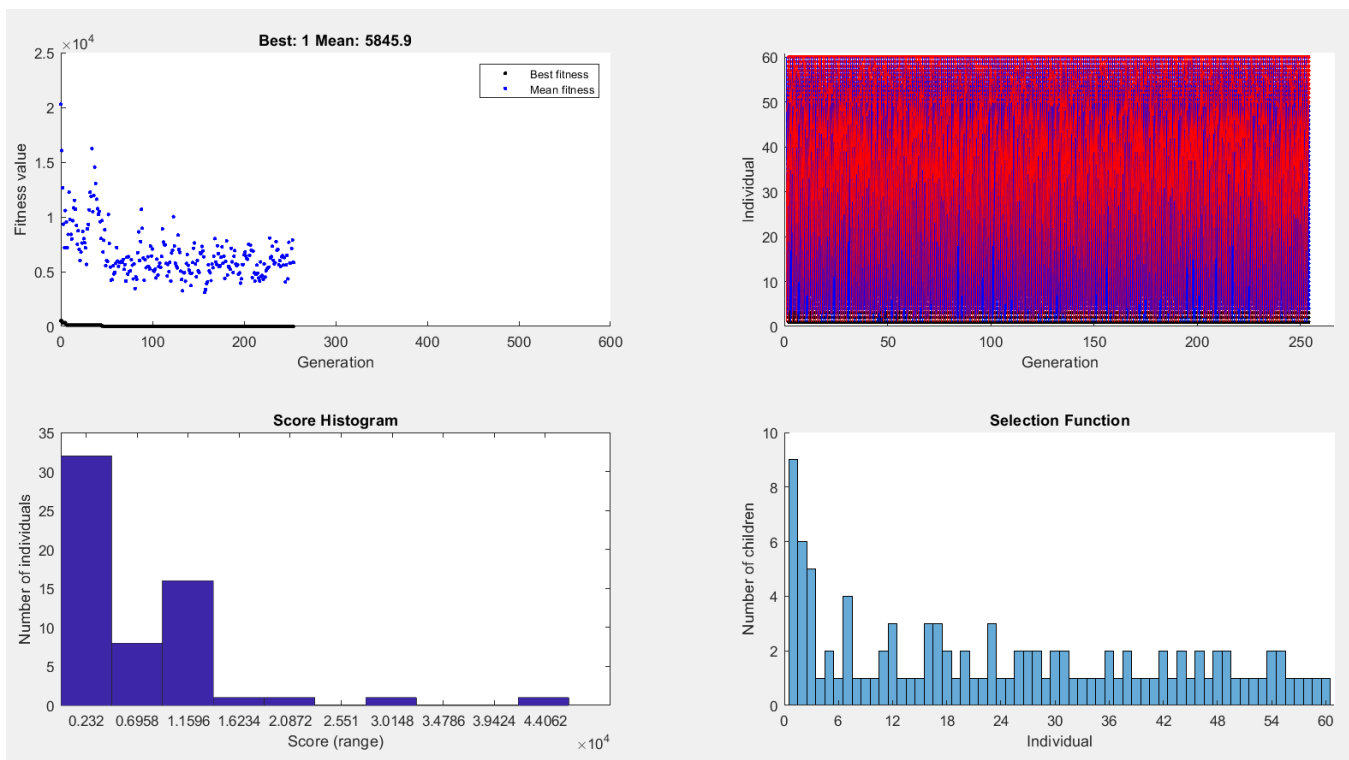 Best: 1 Mean: 5845.9
×10^4
2.5
2
1.5
1
0.5
0
Fitness value
Best fitness
Mean fitness
0 100 200 300 400 500 600
Generation
60
50
40
30
20
10
0
Individual
0 50 100 150 200 250
Generation
Score Histogram
35
30
25
20
15
10
5
0
Number of individuals
0.232 0.6958 1.1596 1.6234 2.0872 2.551 3.0148 3.4786 3.9424 4.4062
Score (range)
×10^4
Selection Function
10
8
6
4
2
0
Number of children
0 6 12 18 24 30 36 42 48 54 60
Individual